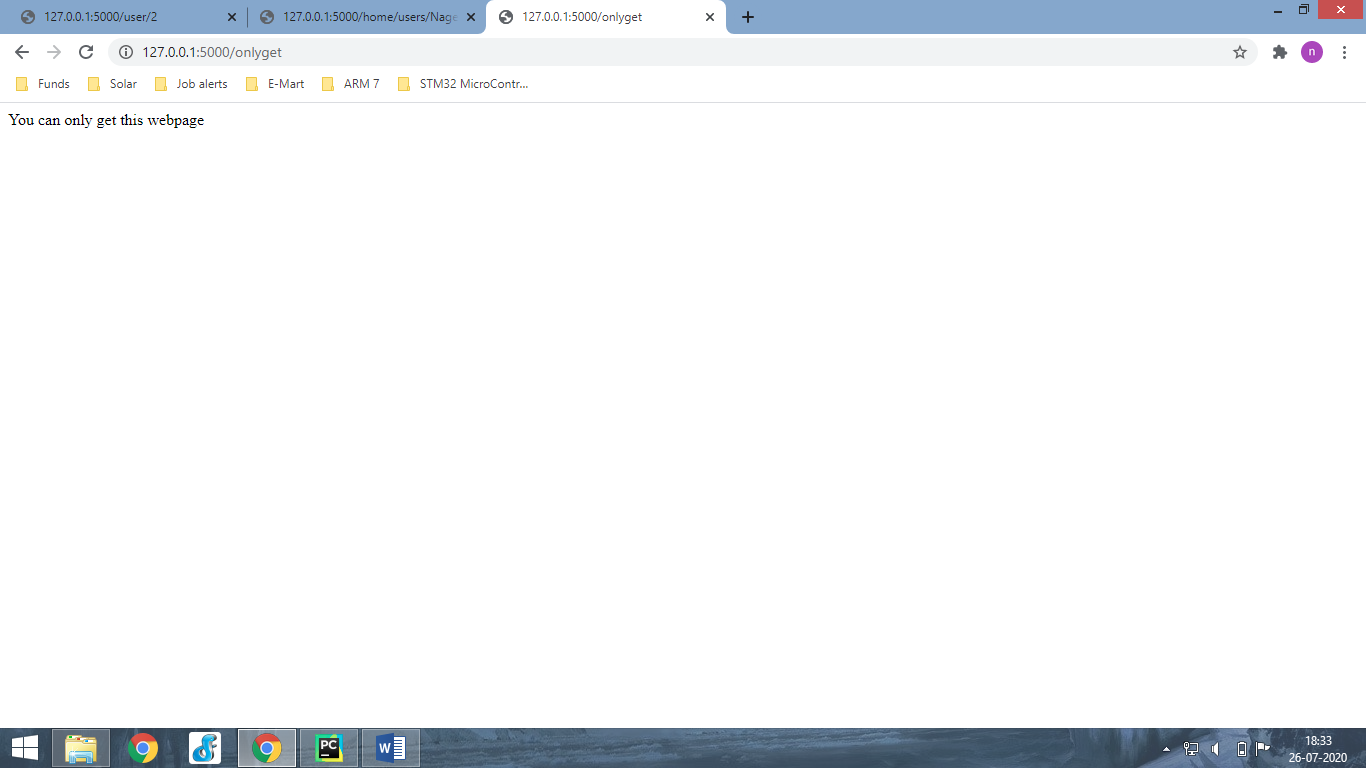 127.0.0.1:5000/user/2
127.0.0.1:5000/home/users/Nage
127.0.0.1:5000/onlyget
127.0.0.1:5000/onlyget
n
Funds
Solar
Job alerts
E-Mart
ARM 7
STM32 MicroContr...
You can only get this webpage
PC
W
18:33
26-07-2020